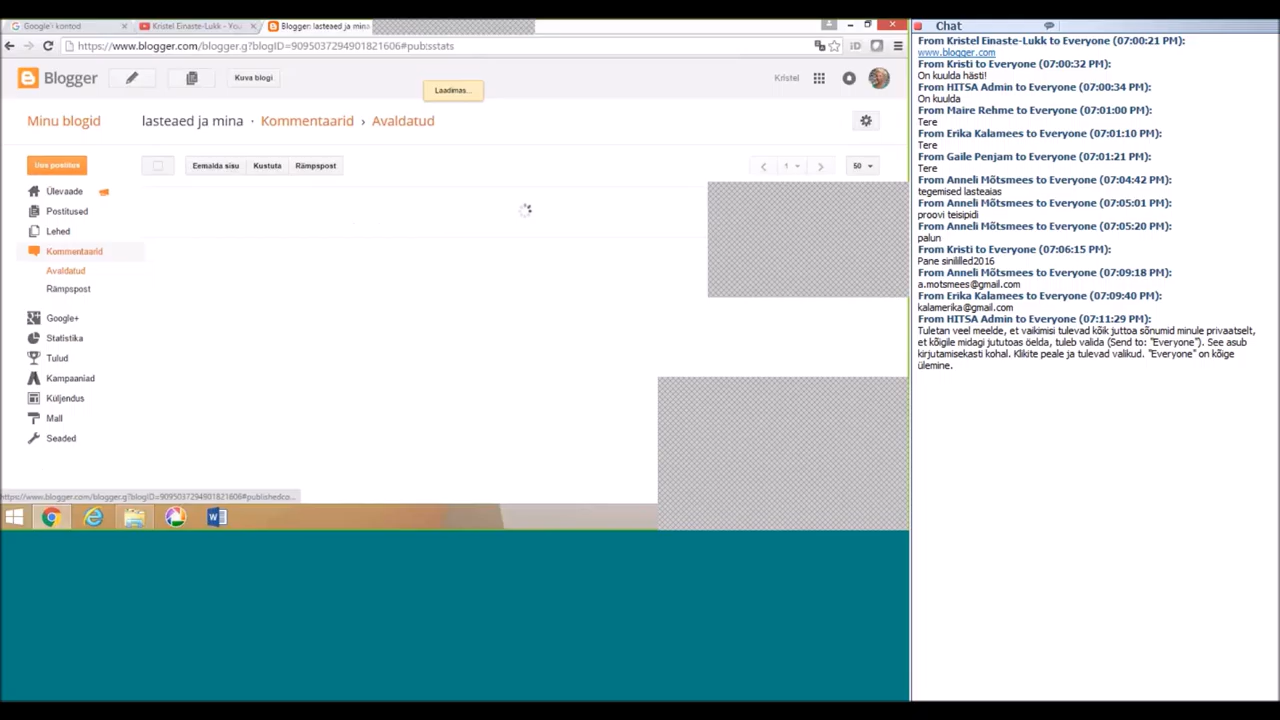 Google'i kontod
Kristel Einaste-Lukk - You
Blogger: lasteaed ja mina
https://www.blogger.com/blogger.g?blogID=9095037294901821606#pubsstats
Blogger
Kuva blogi
Laadimas...
Kristel
Minu blogid
lasteaed ja mina · Kommentaarid › Avaldatud
Uus postitus
Eemalda sisu
Kustuta
Rämpspost
1
50
Ülevaade
Postitused
Lehed
Kommentaarid
Avaldatud
Rämpspost
Google+
Statistika
Tulud
Kampaaniad
Küljendus
Mall
Seaded
https://www.blogger.com/blogger.g?blogID=9095037294901821606#publishedco...
Chat
From Kristel Einaste-Lukk to Everyone (07:00:21 PM):
www.blogger.com
From Kristi to Everyone (07:00:32 PM):
On kuulda hästi!
From HITSA Admin to Everyone (07:00:34 PM):
On kuulda
From Maire Rehme to Everyone (07:01:00 PM):
Tere
From Erika Kalamees to Everyone (07:01:10 PM):
Tere
From Gaile Penjam to Everyone (07:01:21 PM):
Tere
From Anneli Mõtsmees to Everyone (07:04:42 PM):
tegemised lasteaias
From Anneli Mõtsmees to Everyone (07:05:01 PM):
proovi teisipidi
From Anneli Mõtsmees to Everyone (07:05:20 PM):
palun
From Kristi to Everyone (07:06:15 PM):
Pane sinililled2016
From Anneli Mõtsmees to Everyone (07:09:18 PM):
a.motsmees@gmail.com
From Erika Kalamees to Everyone (07:09:40 PM):
kalamerika@gmail.com
From HITSA Admin to Everyone (07:11:29 PM):
Tuletan veel meelde, et vaikimisi tulevad kõik juttoa sõnumid minule privaatselt,
et kõigile midagi jututoas öelda, tuleb valida (Send to: "Everyone"). See asub
kirjutamisekasti kohal. Klikite peale ja tulevad valikud. "Everyone" on kõige
ülemine.